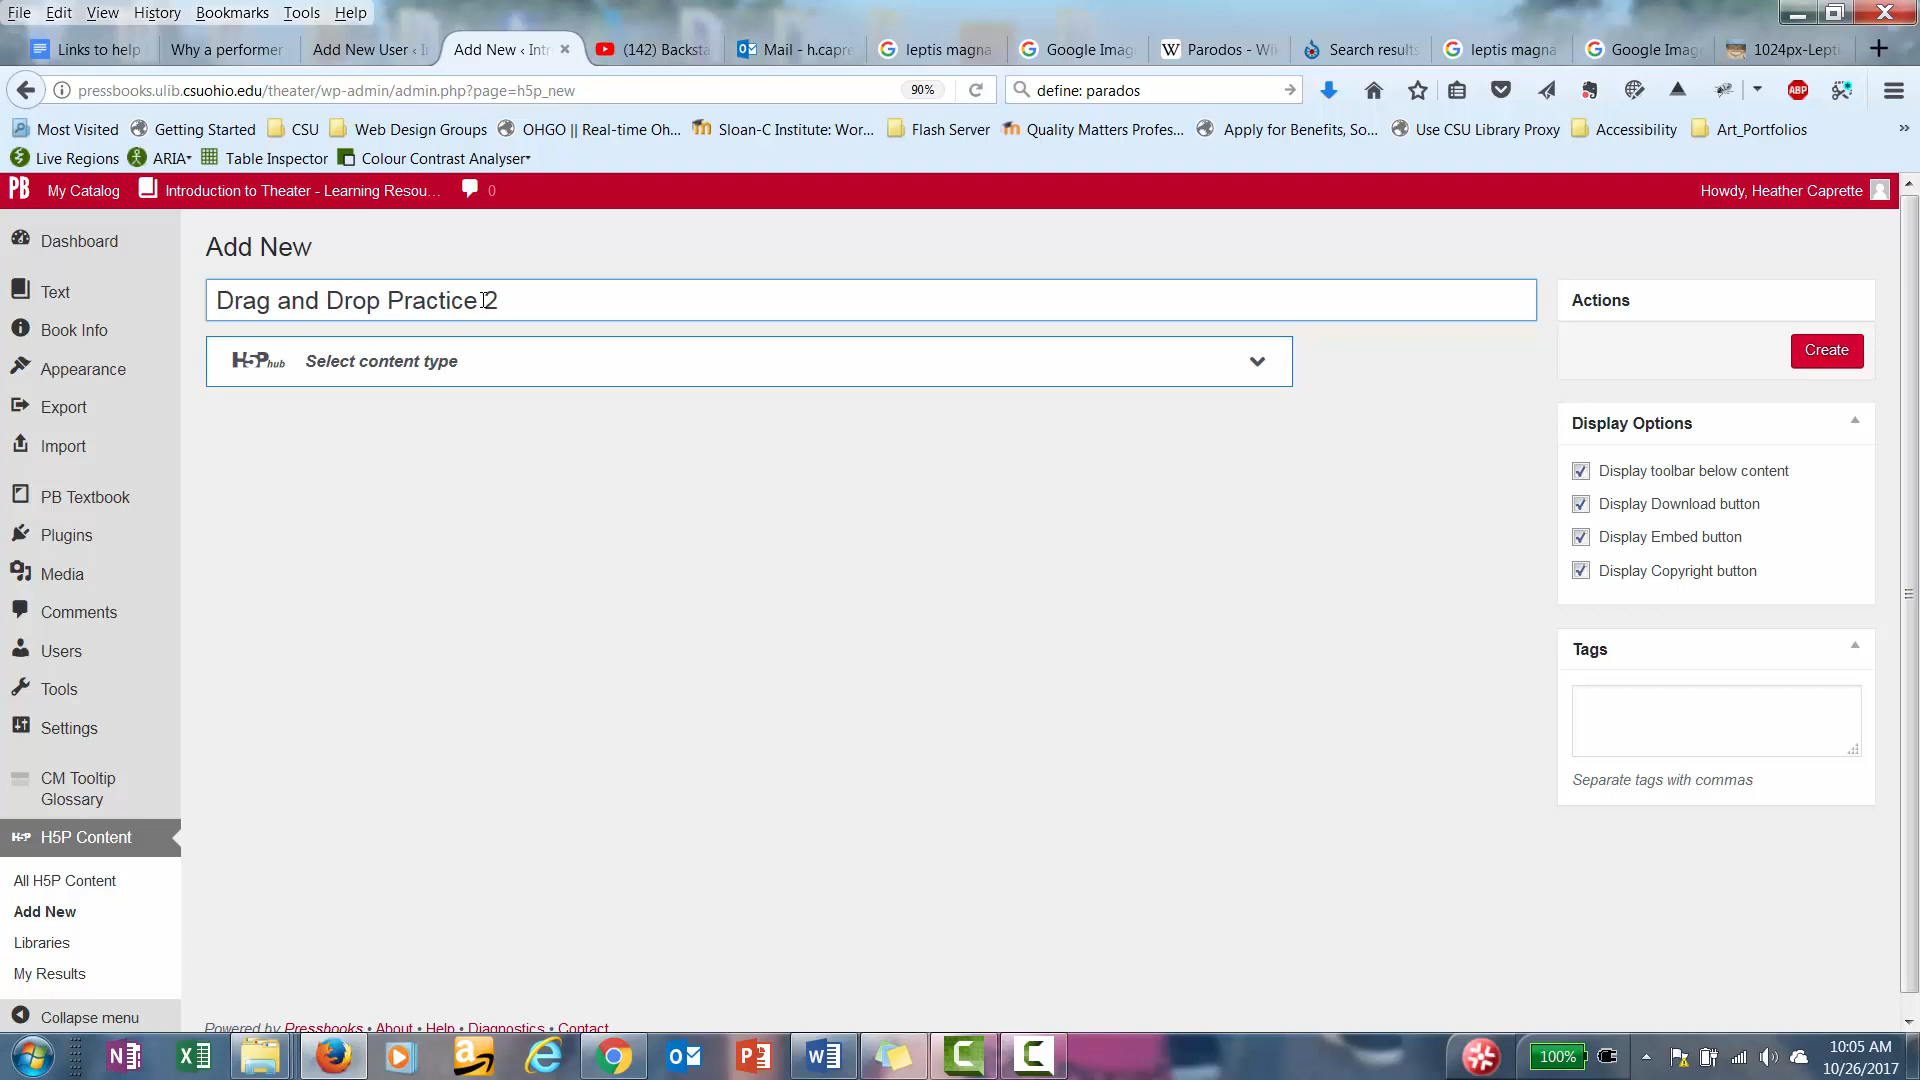 File Edit View History Bookmarks Tools Help
Links to help Why a performer Add New User ‹ I Add New ‹ Intr (142) Backsta Mail - h.capre leptis magna Google Imag Parodos - Wi Search results leptis magna Google Imag 1024px-Lepti
pressbooks.ulib.csuohio.edu/theater/wp-admin/admin.php?page=h5p_new 90% define: parados ABP
Most Visited Getting Started CSU Web Design Groups OHGO || Real-time Oh... Sloan-C Institute: Wor... Flash Server Quality Matters Profes... Apply for Benefits, So... Use CSU Library Proxy Accessibility Art_Portfolios »
Live Regions ARIA Table Inspector Colour Contrast Analyser
PB My Catalog Introduction to Theater - Learning Resou... 0 Howdy, Heather Caprette
Dashboard
Text
Book Info
Appearance
Export
Import
PB Textbook
Plugins
Media
Comments
Users
Tools
Settings
CM Tooltip
Glossary
H5P H5P Content
All H5P Content
Add New
Libraries
My Results
Collapse menu
Add New
Drag and Drop Practice 2
H5Phub Select content type
Actions
Create
Display Options
Display toolbar below content
Display Download button
Display Embed button
Display Copyright button
Tags
Separate tags with commas
Powered by Pressbooks • About • Help • Diagnostics • Contact
100% 10:05 AM
10/26/2017